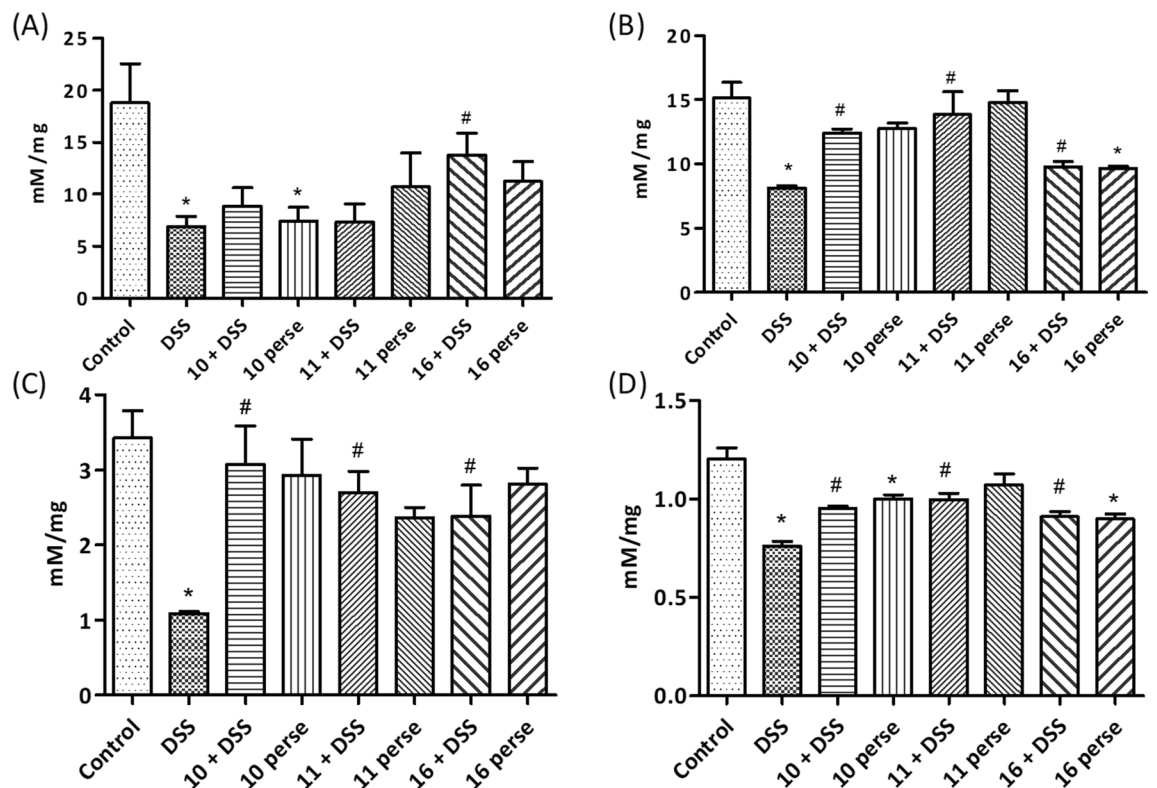 (A)
25
20
15
10
5
0
mM/mg
*
*
#
Control
DSS
10 + DSS
10 perse
11 + DSS
11 perse
16 + DSS
16 perse
(B)
20
15
10
5
0
mM/mg
*
#
#
#
*
Control
DSS
10 + DSS
10 perse
11 + DSS
11 perse
16 + DSS
16 perse
(C)
4
3
2
1
0
mM/mg
*
#
#
#
Control
DSS
10 + DSS
10 perse
11 + DSS
11 perse
16 + DSS
16 perse
(D)
1.5
1.0
0.5
0.0
mM/mg
*
#
*
#
#
*
Control
DSS
10 + DSS
10 perse
11 + DSS
11 perse
16 + DSS
16 perse